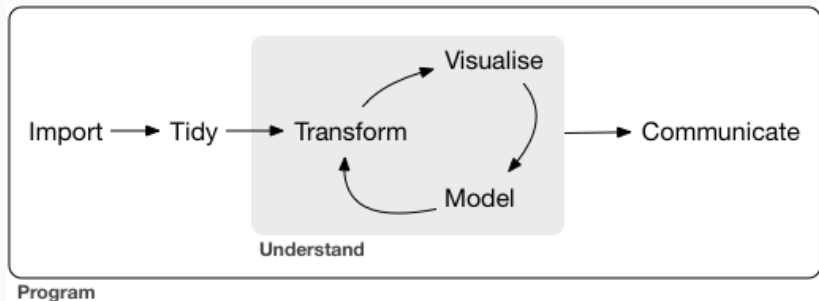 Visualise
Import
Tidy
Transform
Communicate
Model
Understand
Program